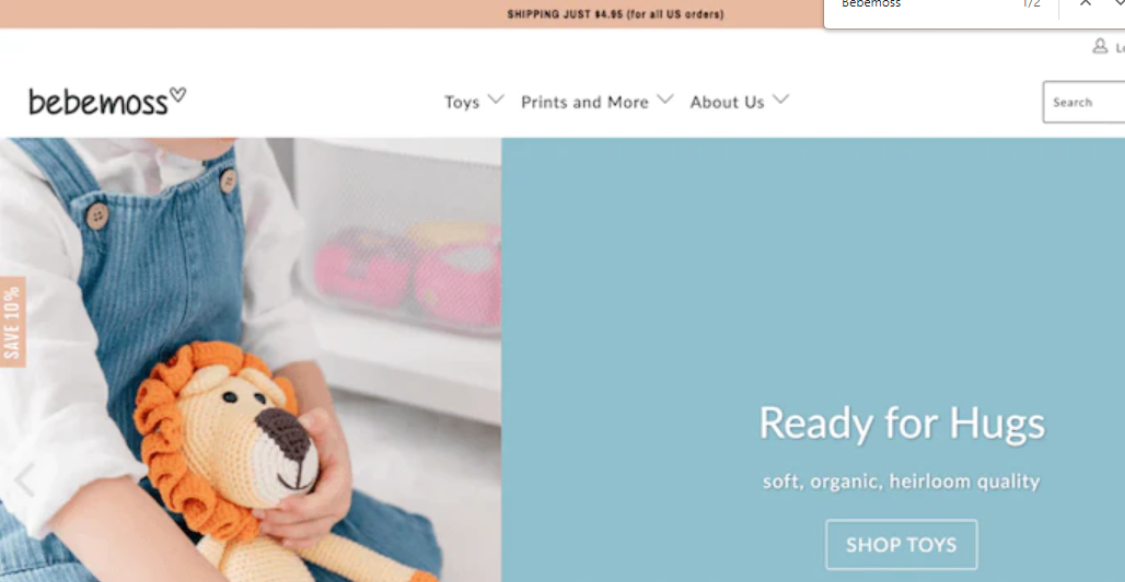 SHIPPING JUST $4.95 (for all US orders)
Bebemoss 1/2
bebemoss
Toys Prints and More About Us
Search
SAVE 10%
Ready for Hugs
soft, organic, heirloom quality
SHOP TOYS